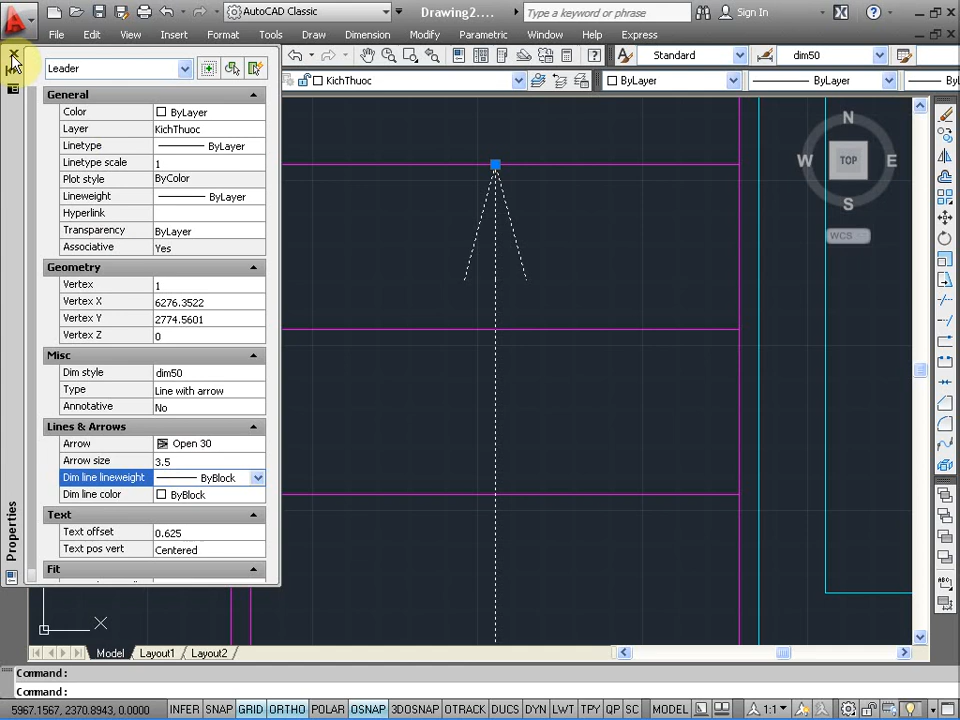 AutoCAD Classic
Drawing2....
Type a keyword or phrase
Sign In
File Edit View Insert Format Tools Draw Dimension Modify Parametric Window Help Express
Standard
dim50
Leader
KichThuoc
ByLayer
ByLayer
General
Color ByLayer
Layer KichThuoc
Linetype ByLayer
Linetype scale 1
Plot style ByColor
Lineweight ByLayer
Hyperlink
Transparency ByLayer
Associative Yes
Geometry
Vertex 1
Vertex X 6276.3522
Vertex Y 2774.5601
Vertex Z 0
Misc
Dim style dim50
Type Line with arrow
Annotative No
Lines & Arrows
Arrow Open 30
Arrow size 3.5
Dim line lineweight ByBlock
Dim line color ByBlock
Text
Text offset 0.625
Text pos vert Centered
Fit
Properties
N
W TOP E
S
WCS
X
Model Layout1 Layout2
Command:
Command:
5967.1567, 2370.8943, 0.0000 INFER SNAP GRID ORTHO POLAR OSNAP 3DOSNAP OTRACK DUCS DYN LWT TPY QP SC MODEL 1:1